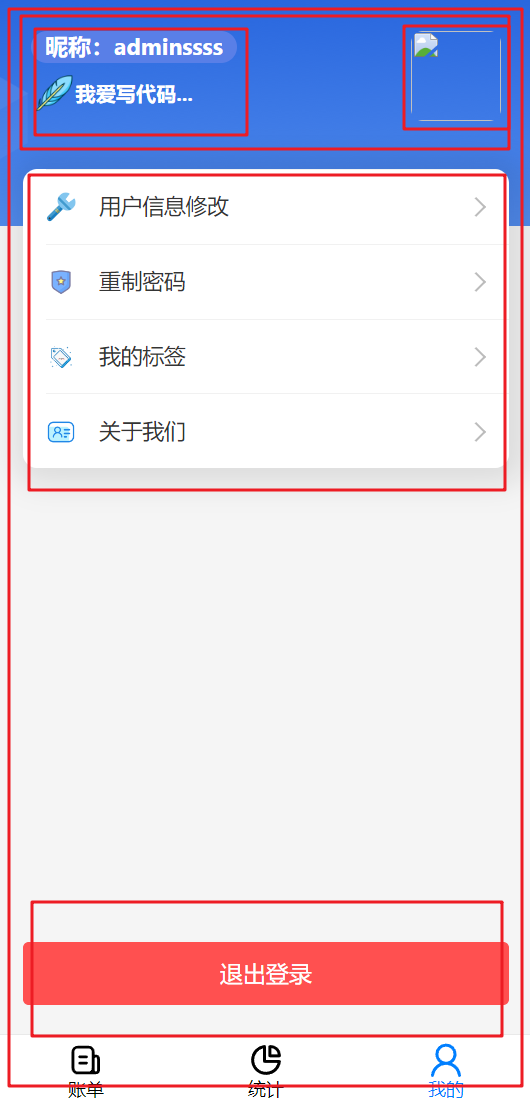 昵称：adminssss
我爱写代码...
用户信息修改
重制密码
我的标签
关于我们
退出登录
账单
统计
我的